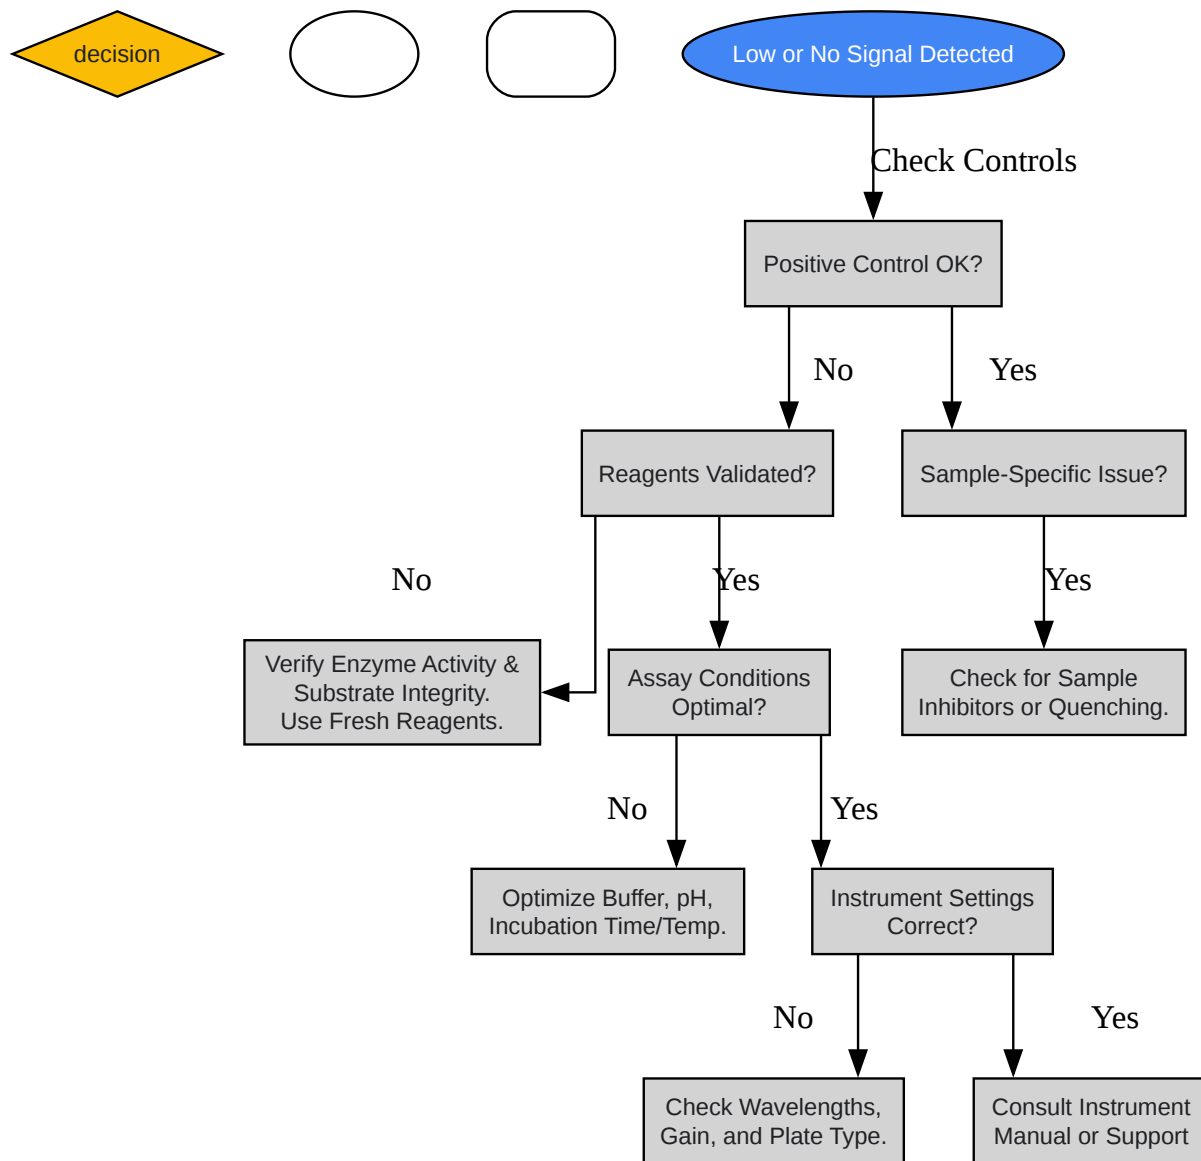 decision
Low or No Signal Detected
Check Controls
Positive Control OK?
No
Yes
Reagents Validated?
Sample-Specific Issue?
No
Yes
Yes
Verify Enzyme Activity &
Substrate Integrity.
Use Fresh Reagents.
Assay Conditions
Optimal?
Check for Sample
Inhibitors or Quenching.
No
Yes
Optimize Buffer, pH,
Incubation Time/Temp.
Instrument Settings
Correct?
No
Yes
Check Wavelengths,
Gain, and Plate Type.
Consult Instrument
Manual or Support